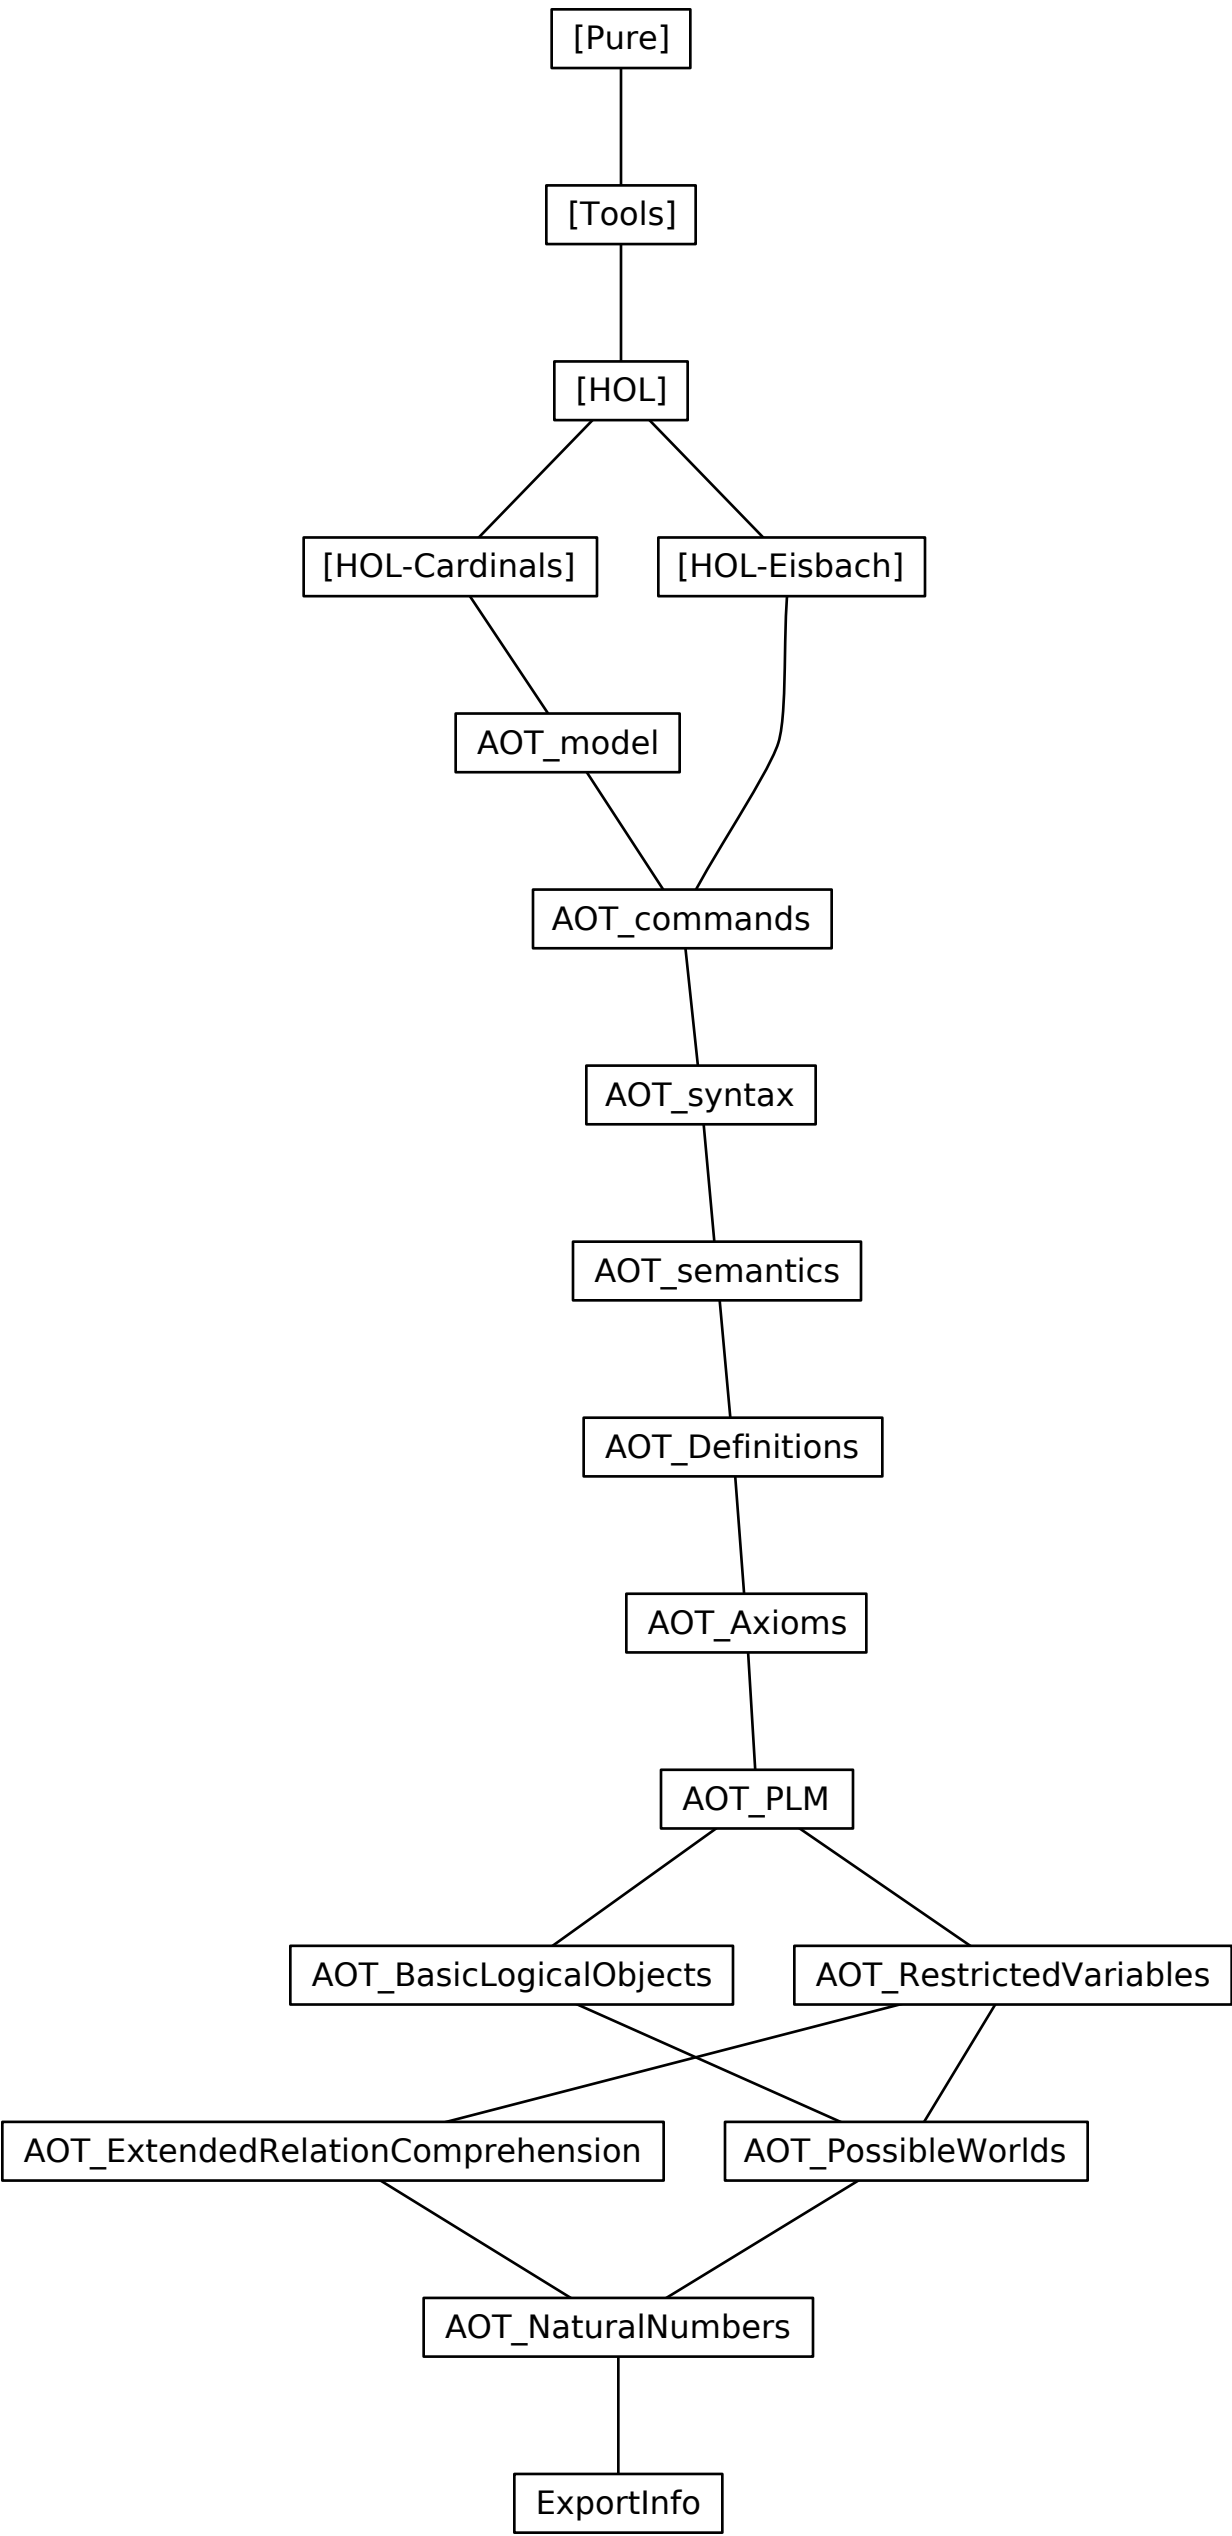 [Pure]
[Tools]
[HOL]
[HOL-Cardinals]
[HOL-Eisbach]
AOT_model
AOT_commands
AOT_syntax
AOT_semantics
AOT_Definitions
AOT_Axioms
AOT_PLM
AOT_BasicLogicalObjects
AOT_RestrictedVariables
AOT_ExtendedRelationComprehension
AOT_PossibleWorlds
AOT_NaturalNumbers
ExportInfo